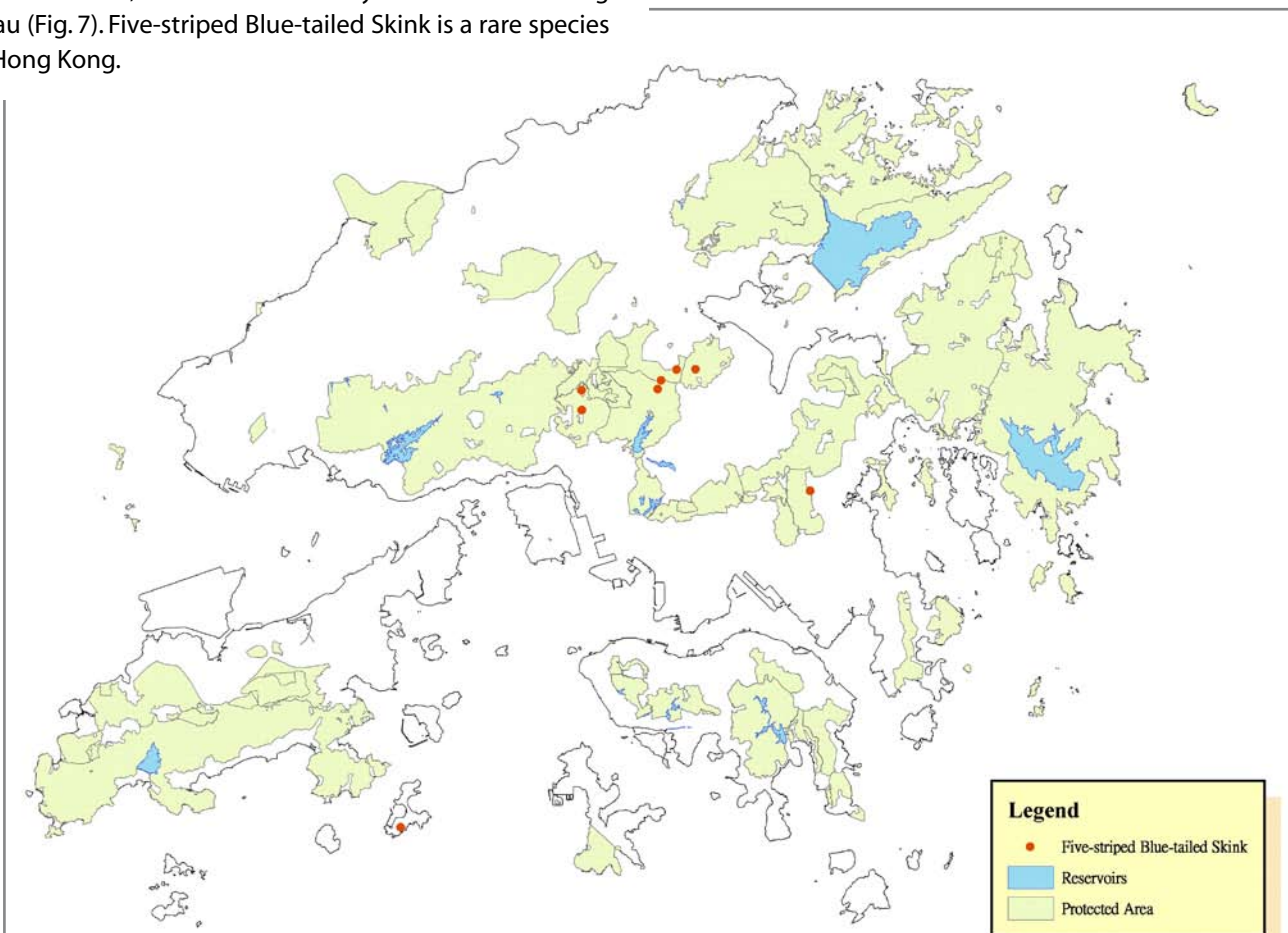 au (Fig. 7). Five-striped Blue-tailed Skink is a rare species
Hong Kong.
Legend
Five-striped Blue-tailed Skink
Reservoirs
Protected Area